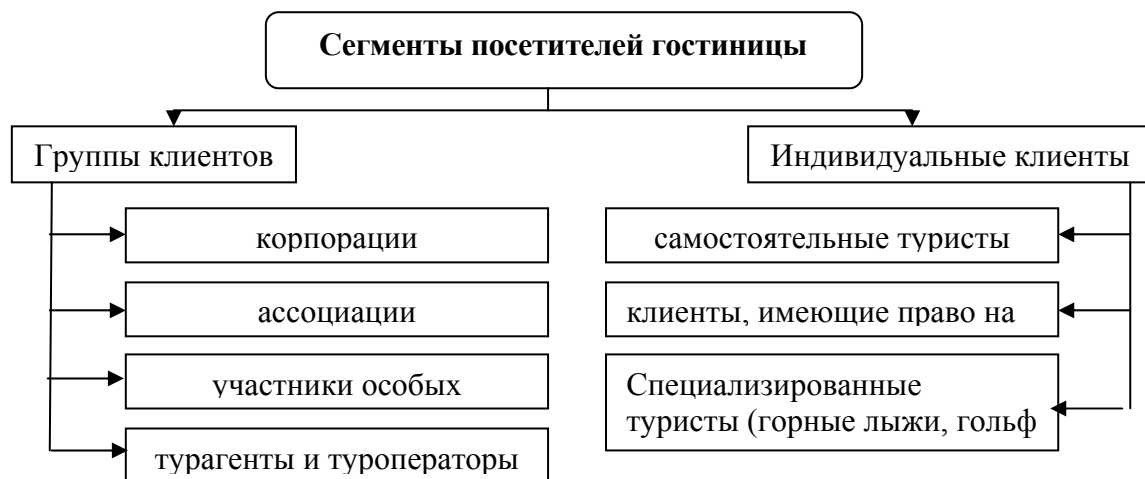 Сегменты посетителей гостиницы
Группы клиентов
корпорации
ассоциации
участники особых
турагенты и туроператоры
Индивидуальные клиенты
самостоятельные туристы
клиенты, имеющие право на
Специализированные
туристы (горные лыжи, гольф